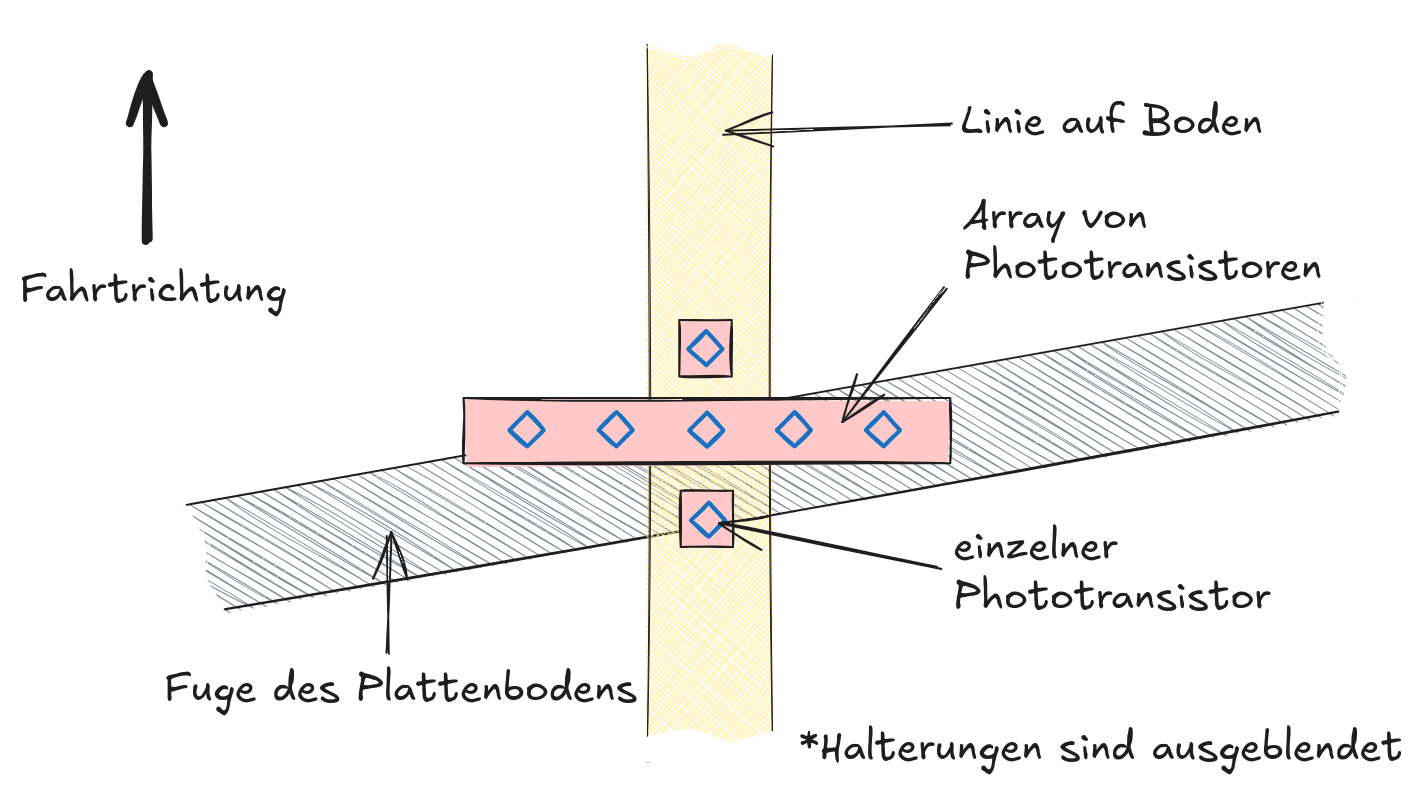 Linie auf Boden
Array von
Phototransistoren
Fahrtrichtung
einzelner
Phototransistor
Fuge des Plattenbodens
*Halterungen sind ausgeblendet